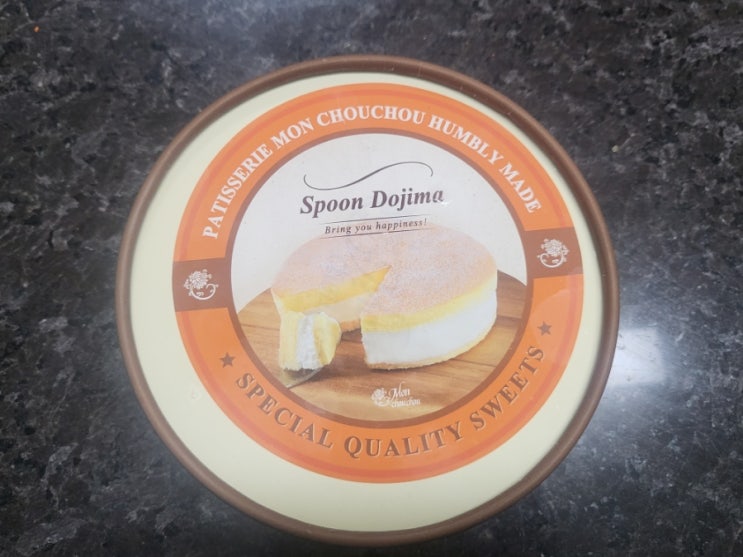 PATISSERIE MON CHOUCHOU HUMBLY MADE
Spoon Dojima
Bring you happiness!
Mon
chouchou
SPECIAL QUALITY SWEETS